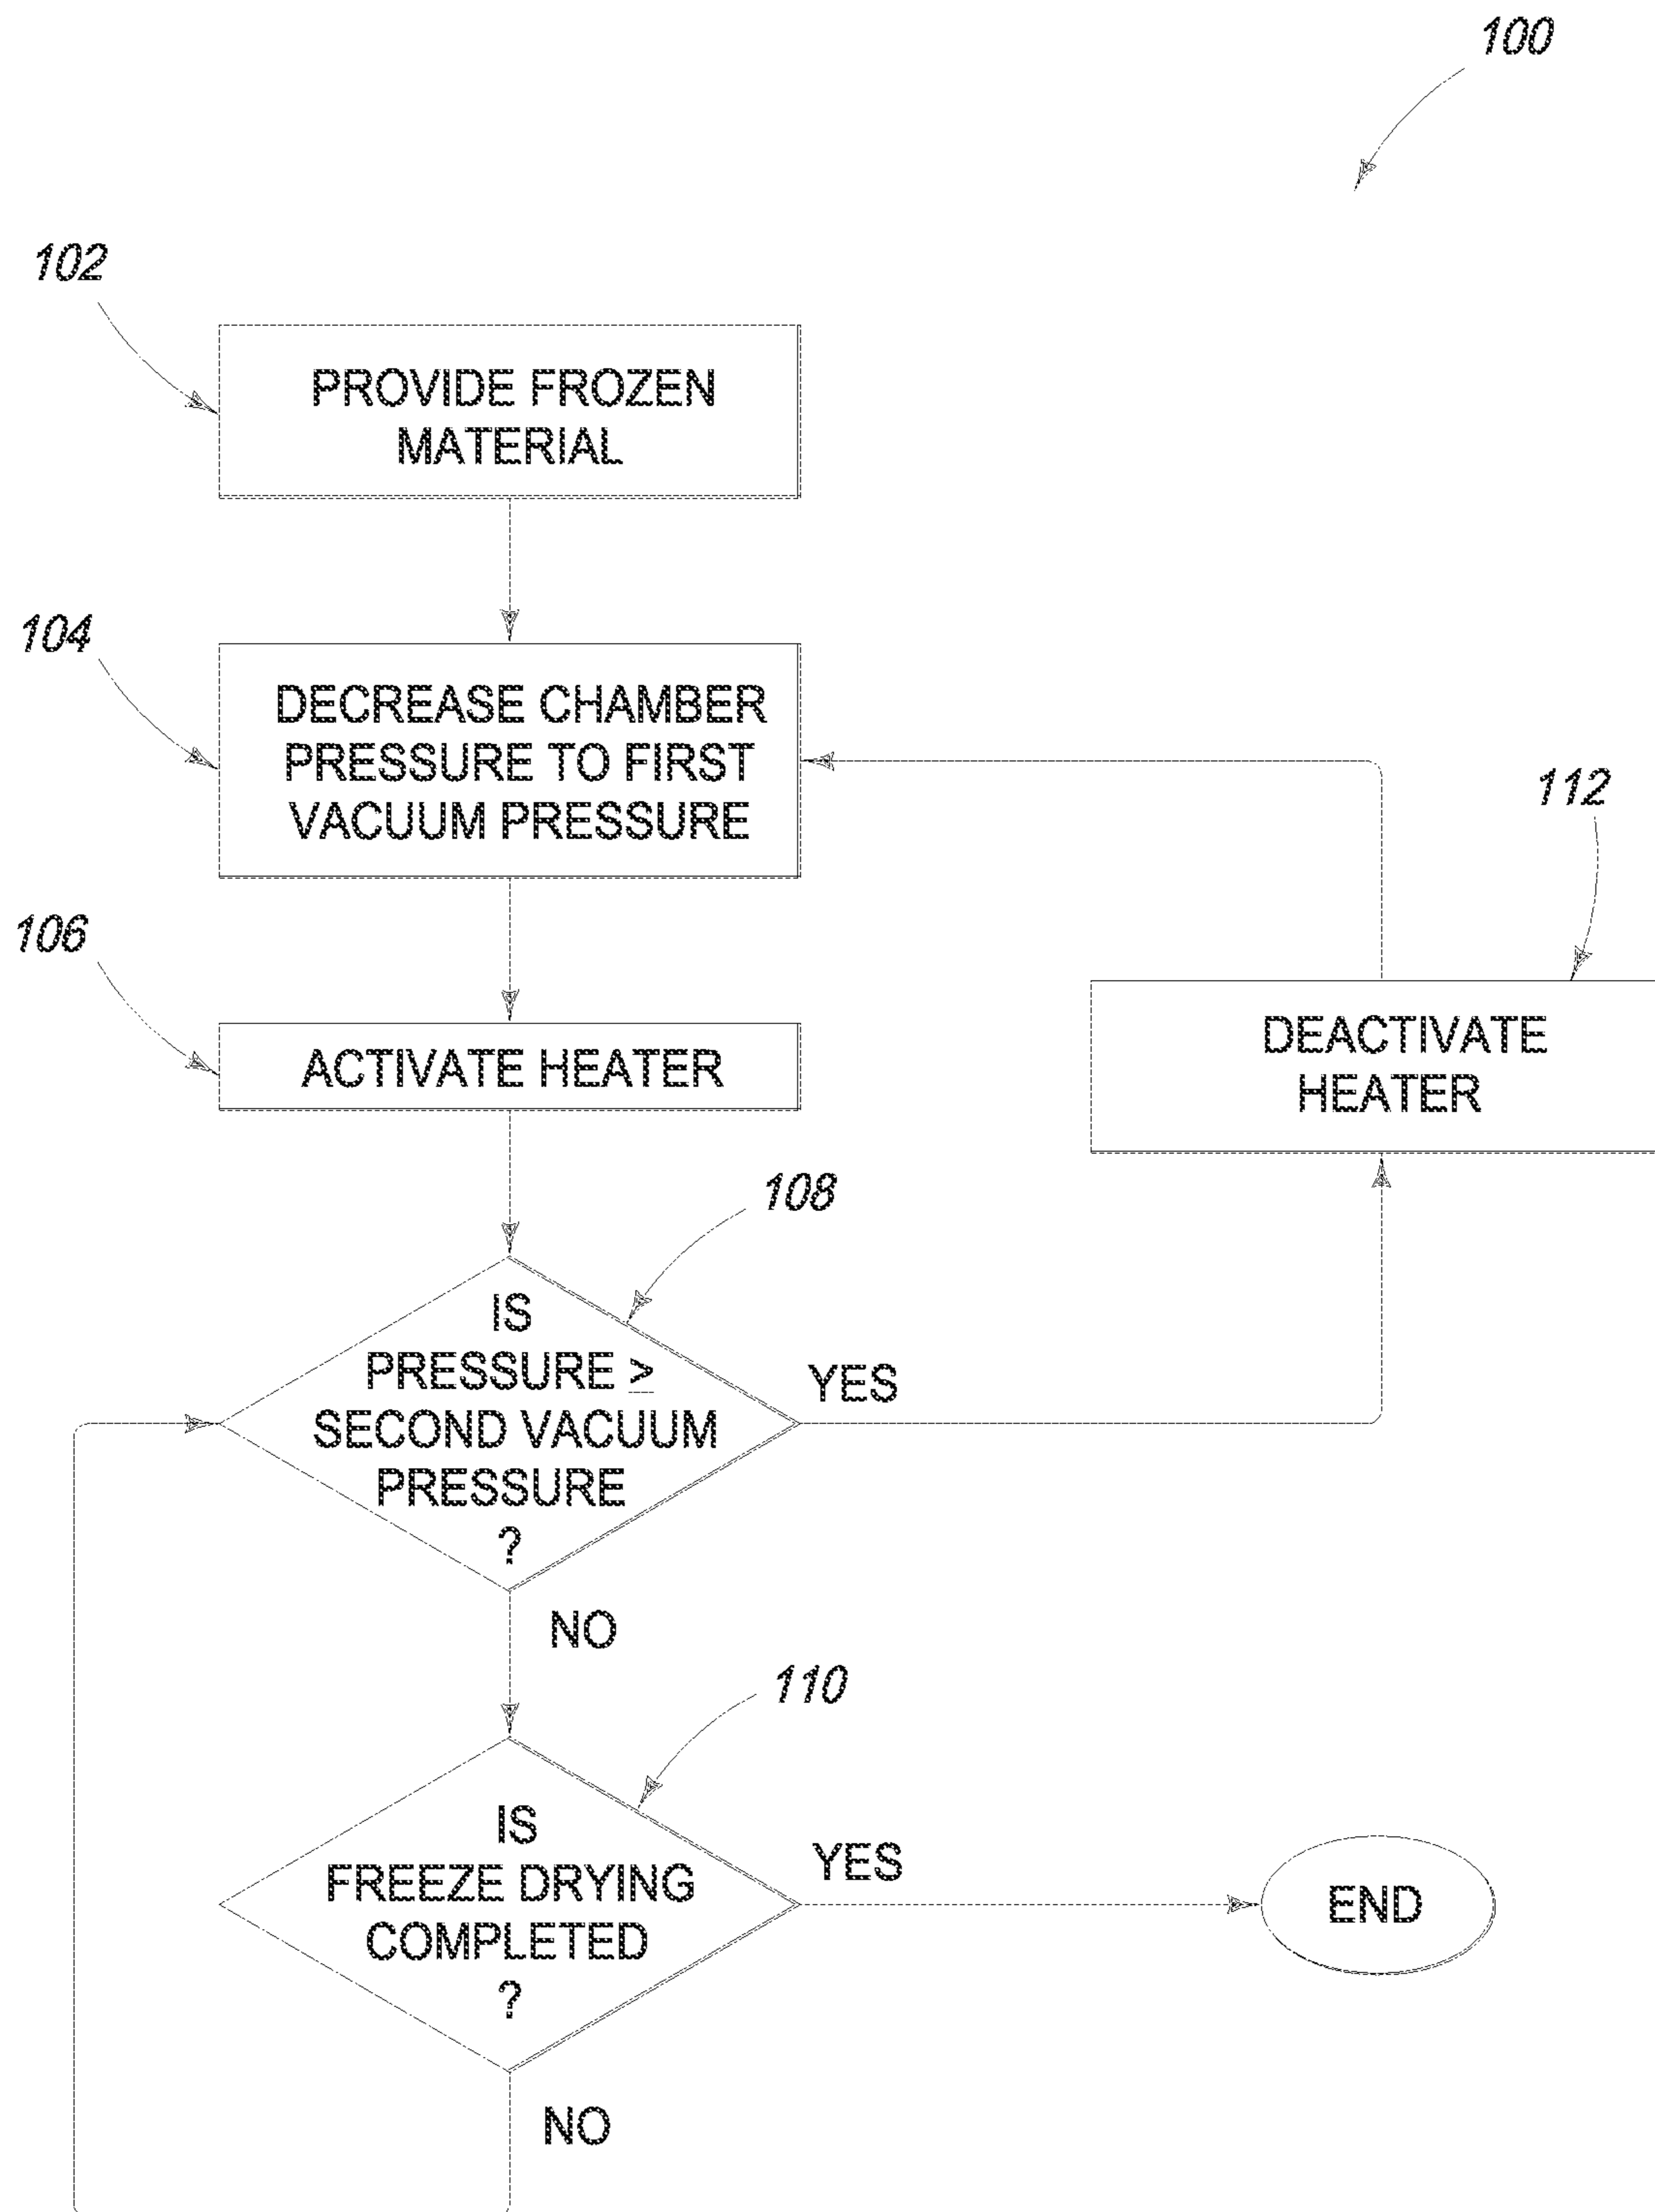 100
102
PROVIDE FROZEN
MATERIAL
104
DECREASE CHAMBER
PRESSURE TO FIRST
VACUUM PRESSURE
112
106
ACTIVATE HEATER
DEACTIVATE
HEATER
108
IS
PRESSURE ≥
SECOND VACUUM
PRESSURE
?
YES
NO
110
IS
FREEZE DRYING
COMPLETED
?
YES
END
NO